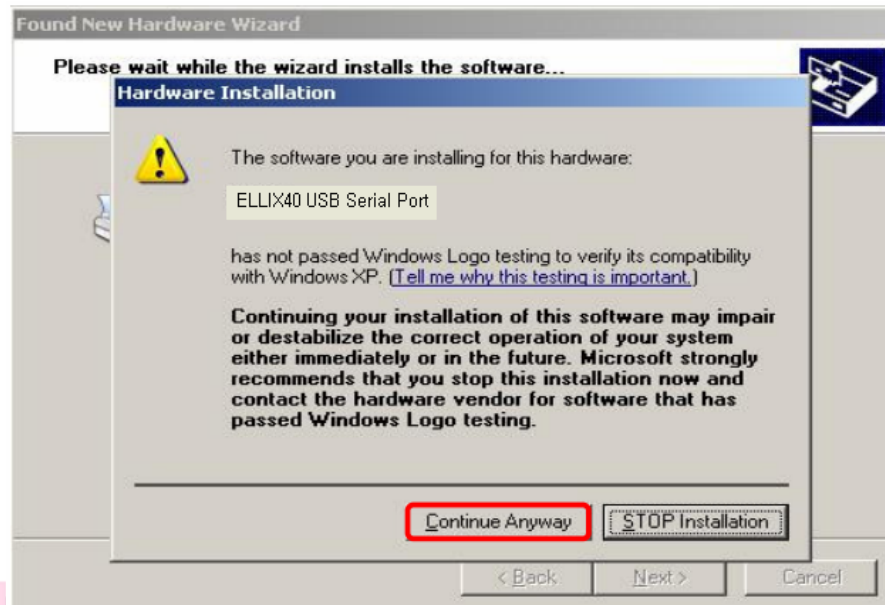 Found New Hardware Wizard
Please wait while the wizard installs the software...
Hardware Installation
The software you are installing for this hardware:
ELLIX40 USB Serial Port
has not passed Windows Logo testing to verify its compatibility
with Windows XP. (Tell me why this testing is important.)
Continuing your installation of this software may impair
or destabilize the correct operation of your system
either immediately or in the future. Microsoft strongly
recommends that you stop this installation now and
contact the hardware vendor for software that has
passed Windows Logo testing.
Continue Anyway
STOP Installation
< Back
Next >
Cancel